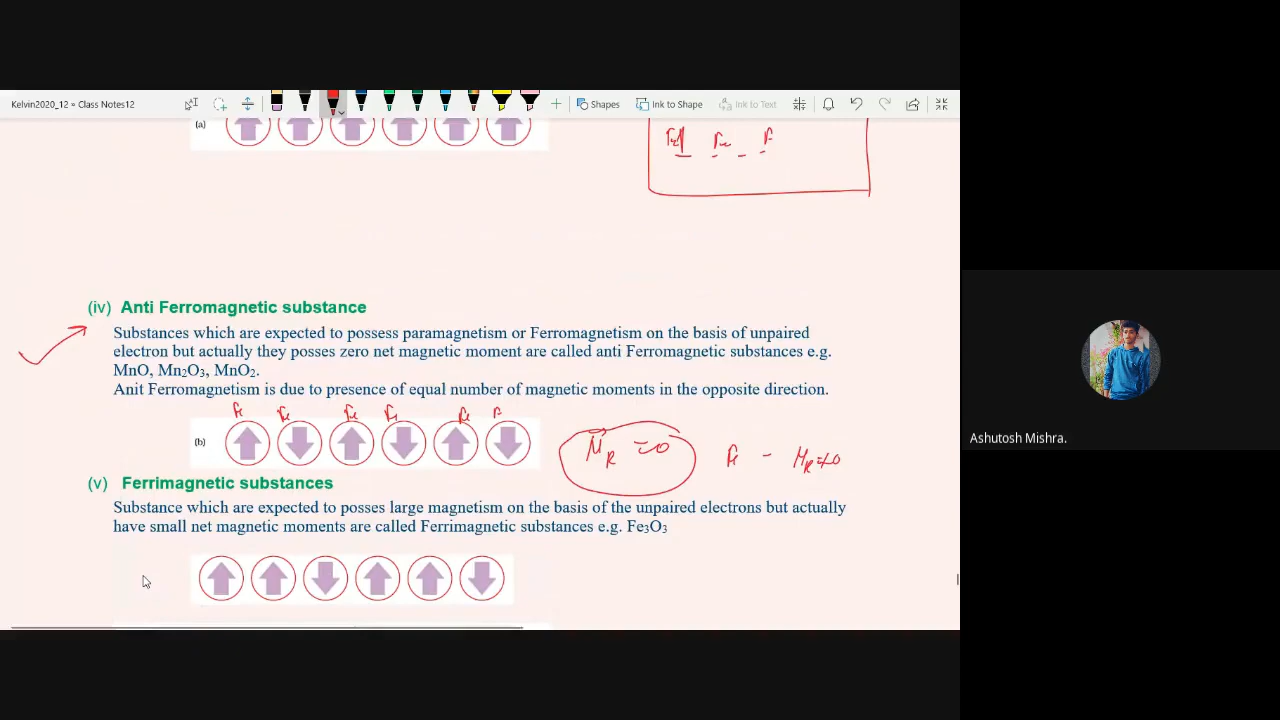 Kelvin2020_12 » Class Notes12
Shapes
Ink to Shape
Ink to Text
(a)
(iv) Anti Ferromagnetic substance
Substances which are expected to possess paramagnetism or Ferromagnetism on the basis of unpaired
electron but actually they posses zero net magnetic moment are called anti Ferromagnetic substances e.g.
MnO, Mn₂O₃, MnO₂.
Anit Ferromagnetism is due to presence of equal number of magnetic moments in the opposite direction.
(b)
M_R = 0
(v) Ferrimagnetic substances
Substance which are expected to posses large magnetism on the basis of the unpaired electrons but actually
have small net magnetic moments are called Ferrimagnetic substances e.g. Fe₃O₃
Ashutosh Mishra.